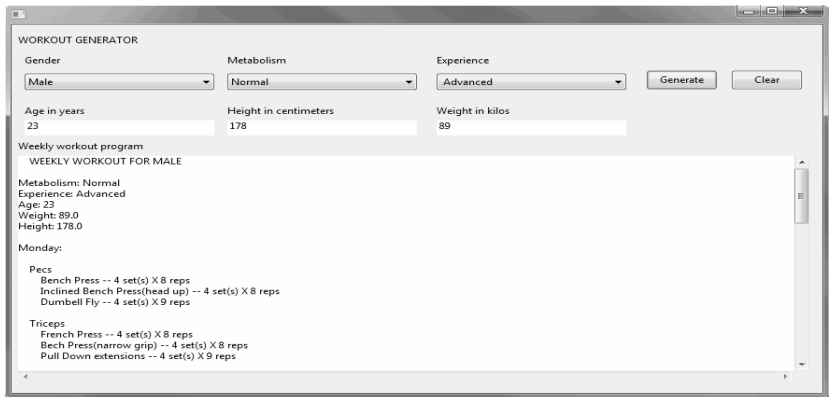 WORKOUT GENERATOR
Gender Metabolism Experience
Male Normal Advanced Generate Clear
Age in years Height in centimeters Weight in kilos
23 178 89
Weekly workout program
WEEKLY WORKOUT FOR MALE
Metabolism: Normal
Experience: Advanced
Age: 23
Weight: 89.0
Height: 178.0
Monday:
Pecs
Bench Press -- 4 set(s) X 8 reps
Inclined Bench Press(head up) -- 4 set(s) X 8 reps
Dumbell Fly -- 4 set(s) X 9 reps
Triceps
French Press -- 4 set(s) X 8 reps
Bech Press(narrow grip) -- 4 set(s) X 8 reps
Pull Down extensions -- 4 set(s) X 9 reps